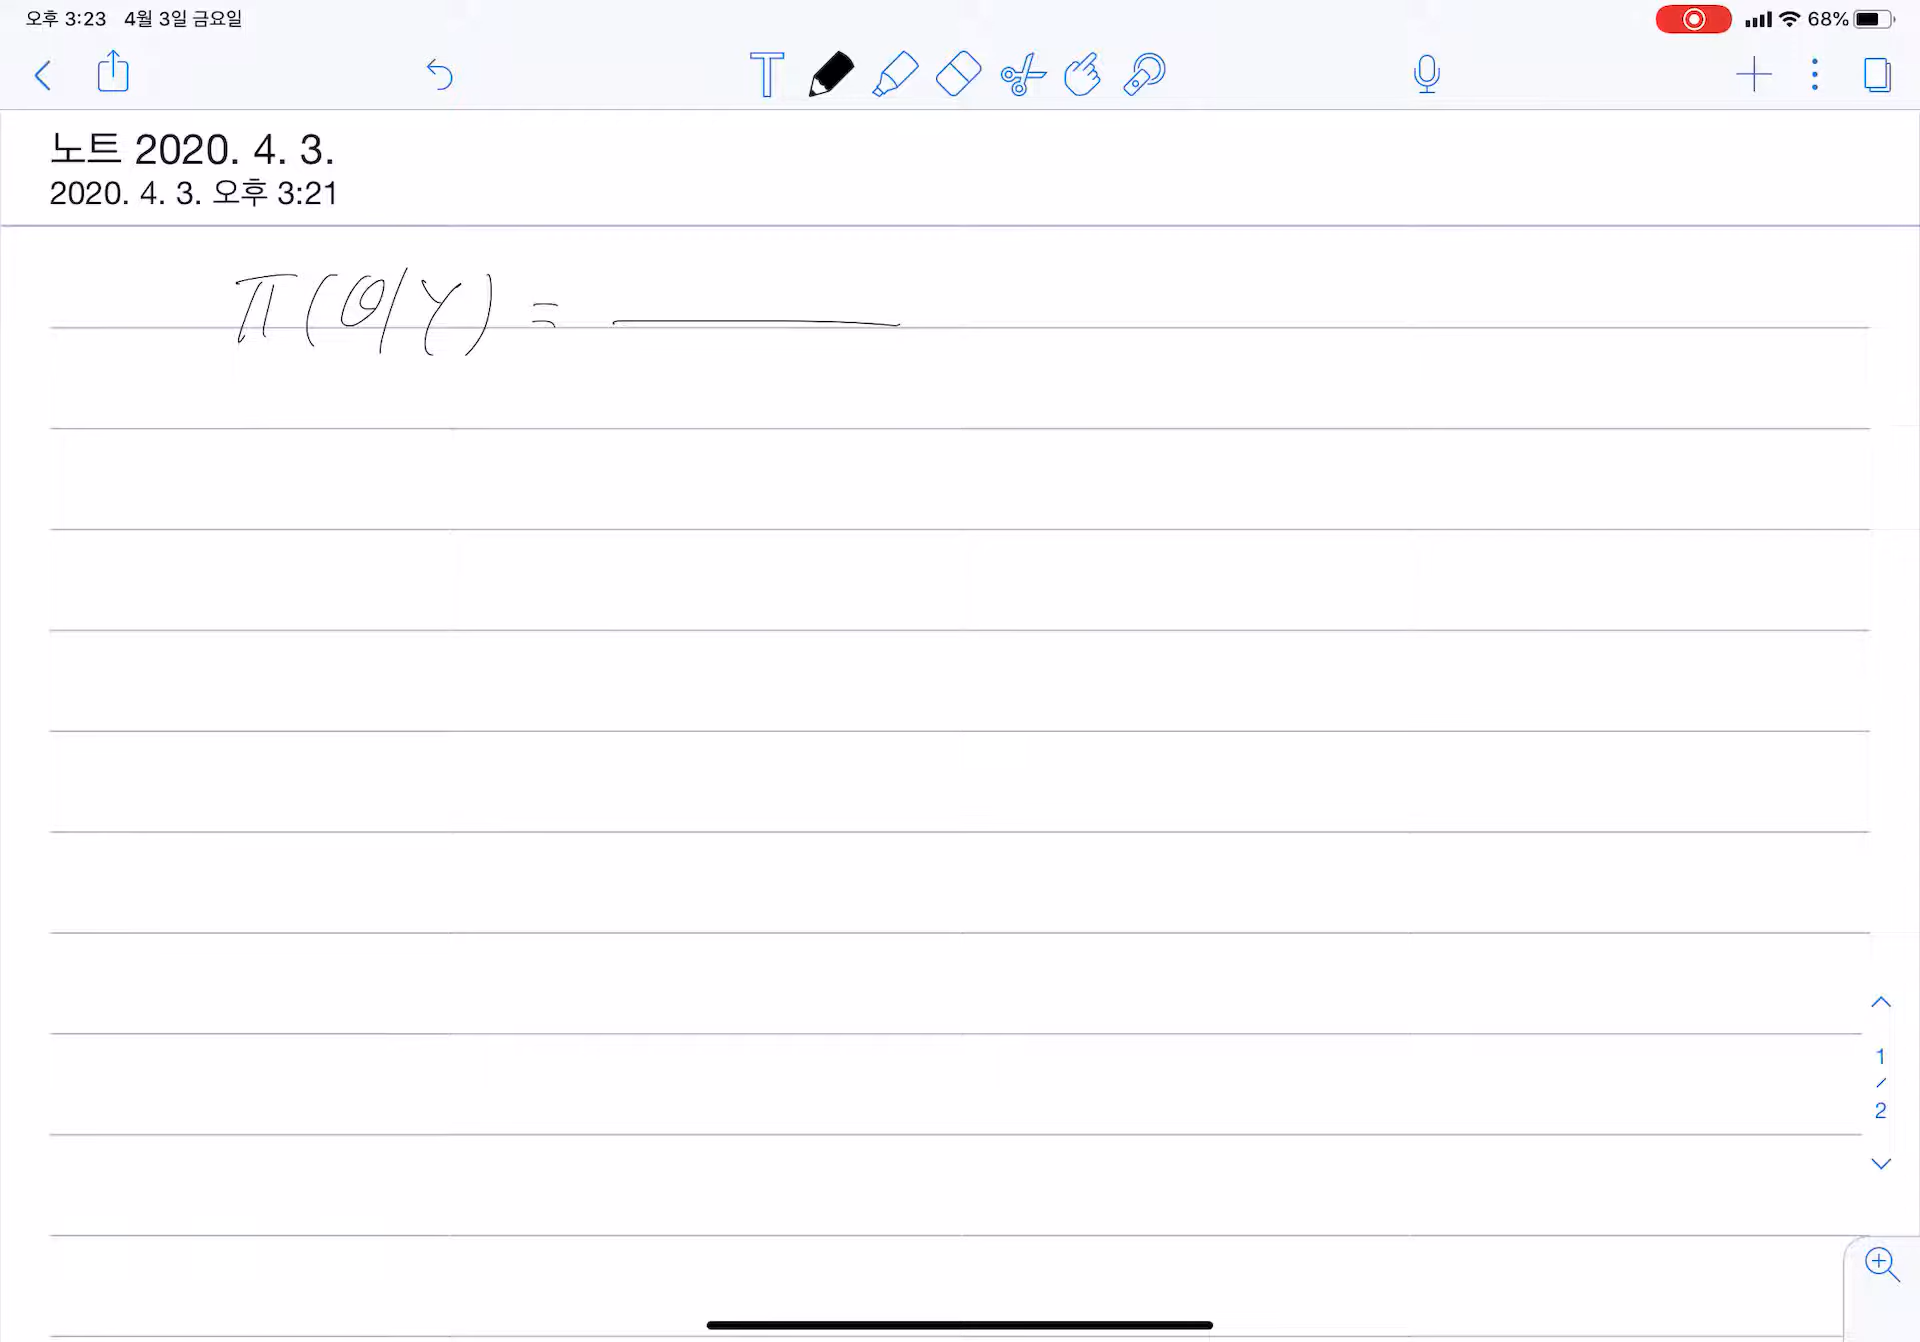 오후 3:23 4월 3일 금요일 68%
노트 2020. 4. 3.
2020. 4. 3. 오후 3:21
π(θ|Y) =
1
/
2